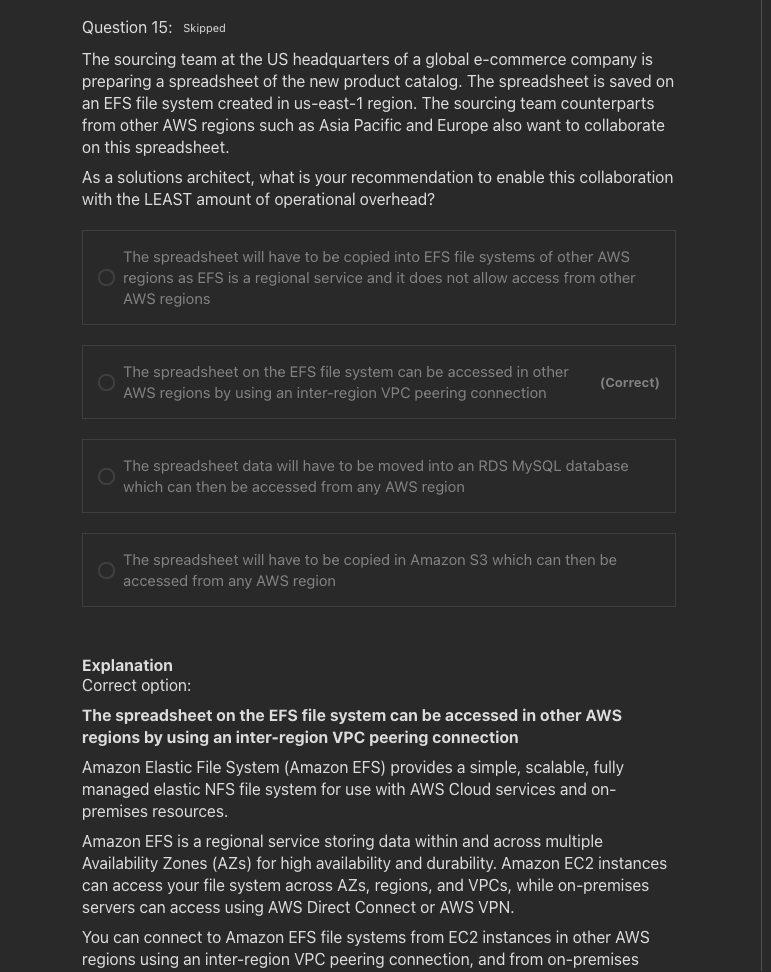 Question 15: Skipped
The sourcing team at the US headquarters of a global e-commerce company is
preparing a spreadsheet of the new product catalog. The spreadsheet is saved on
an EFS file system created in us-east-1 region. The sourcing team counterparts
from other AWS regions such as Asia Pacific and Europe also want to collaborate
on this spreadsheet.
As a solutions architect, what is your recommendation to enable this collaboration
with the LEAST amount of operational overhead?
The spreadsheet will have to be copied into EFS file systems of other AWS
regions as EFS is a regional service and it does not allow access from other
AWS regions
The spreadsheet on the EFS file system can be accessed in other
AWS regions by using an inter-region VPC peering connection
(Correct)
The spreadsheet data will have to be moved into an RDS MySQL database
which can then be accessed from any AWS region
The spreadsheet will have to be copied in Amazon S3 which can then be
accessed from any AWS region
Explanation
Correct option:
The spreadsheet on the EFS file system can be accessed in other AWS
regions by using an inter-region VPC peering connection
Amazon Elastic File System (Amazon EFS) provides a simple, scalable, fully
managed elastic NFS file system for use with AWS Cloud services and on-
premises resources.
Amazon EFS is a regional service storing data within and across multiple
Availability Zones (AZs) for high availability and durability. Amazon EC2 instances
can access your file system across AZs, regions, and VPCs, while on-premises
servers can access using AWS Direct Connect or AWS VPN.
You can connect to Amazon EFS file systems from EC2 instances in other AWS
regions using an inter-region VPC peering connection, and from on-premises